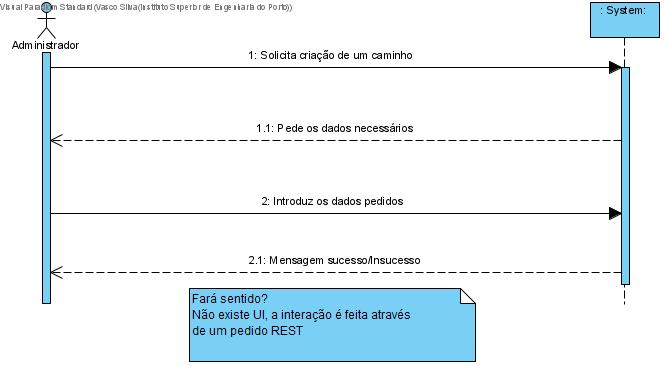 Visual Paradigm Standard (Vasco Silva(Instituto Superior de Engenharia do Porto))
: System:
Administrador
1: Solicita criação de um caminho
1.1: Pede os dados necessários
2: Introduz os dados pedidos
2.1: Mensagem sucesso/Insucesso
Fará sentido?
Não existe UI, a interação é feita através
de um pedido REST